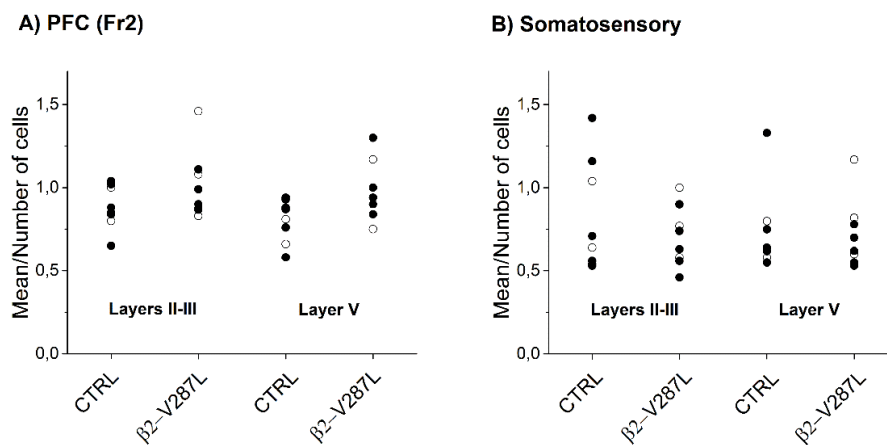 A) PFC (Fr2)
Mean/Number of cells
1,5
1,0
0,5
0,0
Layers II-III
Layer V
CTRL
β2–V287L
CTRL
β2–V287L
B) Somatosensory
Mean/Number of cells
1,5
1,0
0,5
0,0
Layers II-III
Layer V
CTRL
β2–V287L
CTRL
β2–V287L